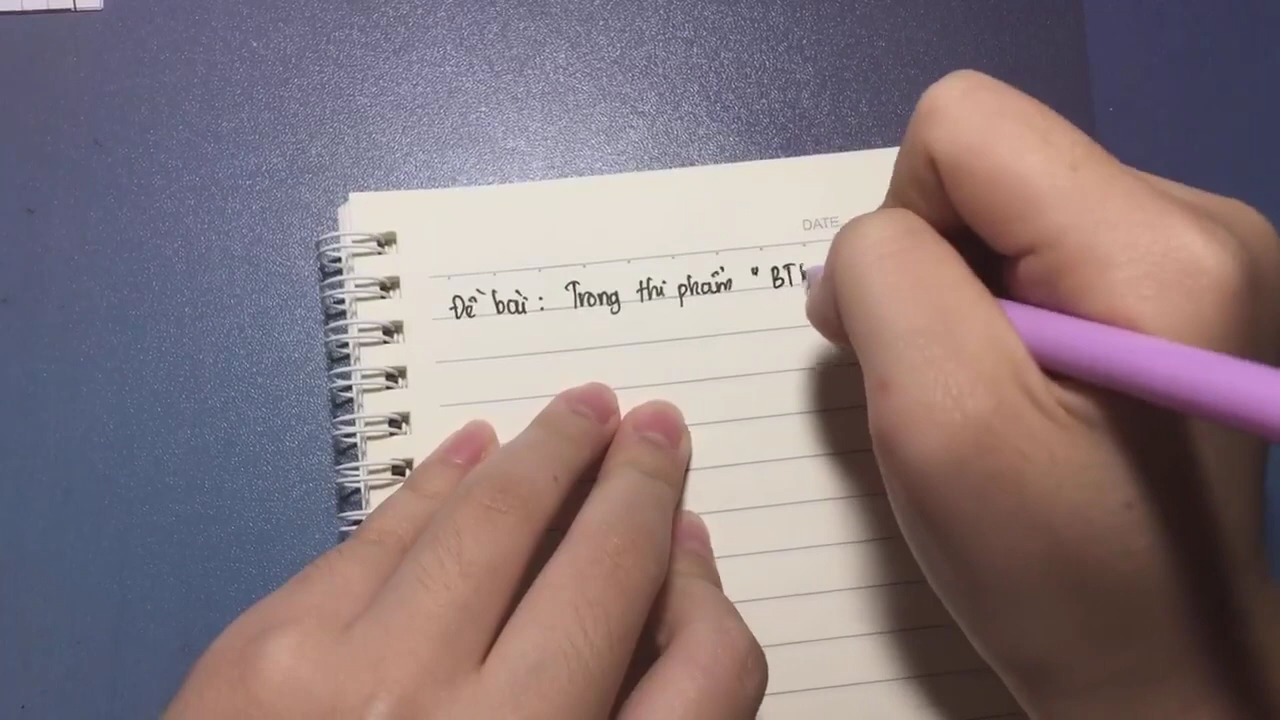 DATE
Đề bài : Trong thi phẩm " BT